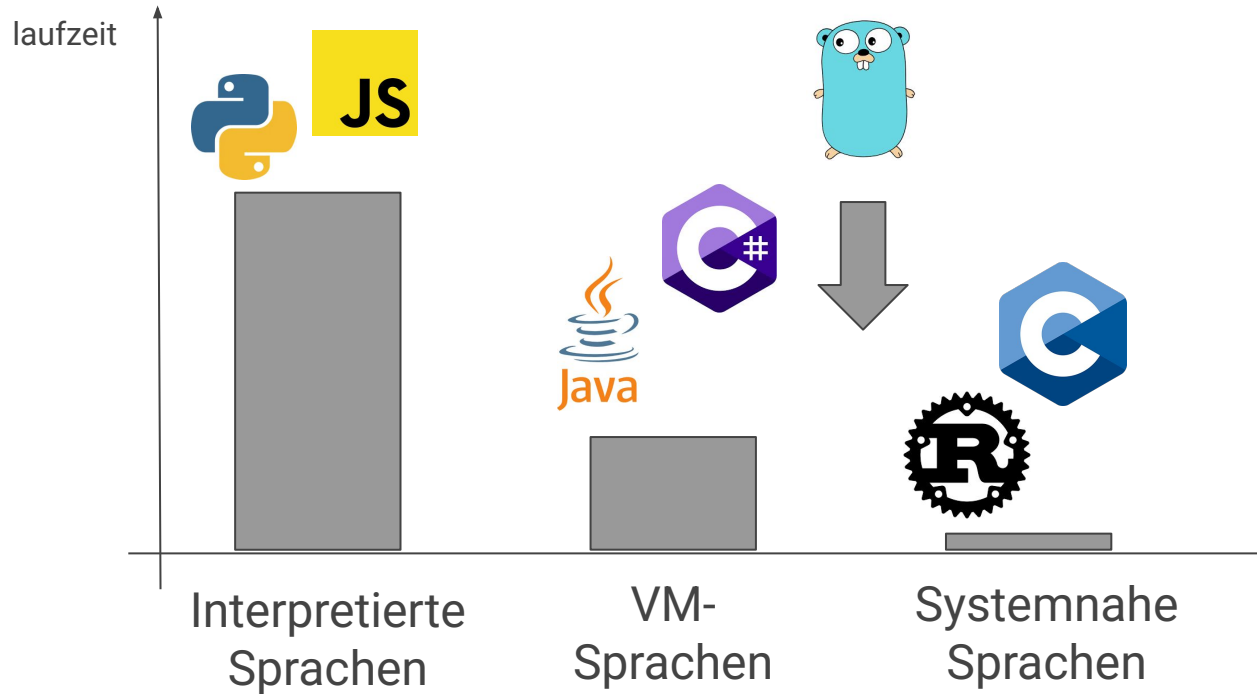 laufzeit
JS
C#
Java
C
R
Interpretierte
Sprachen
VM-
Sprachen
Systemnahe
Sprachen